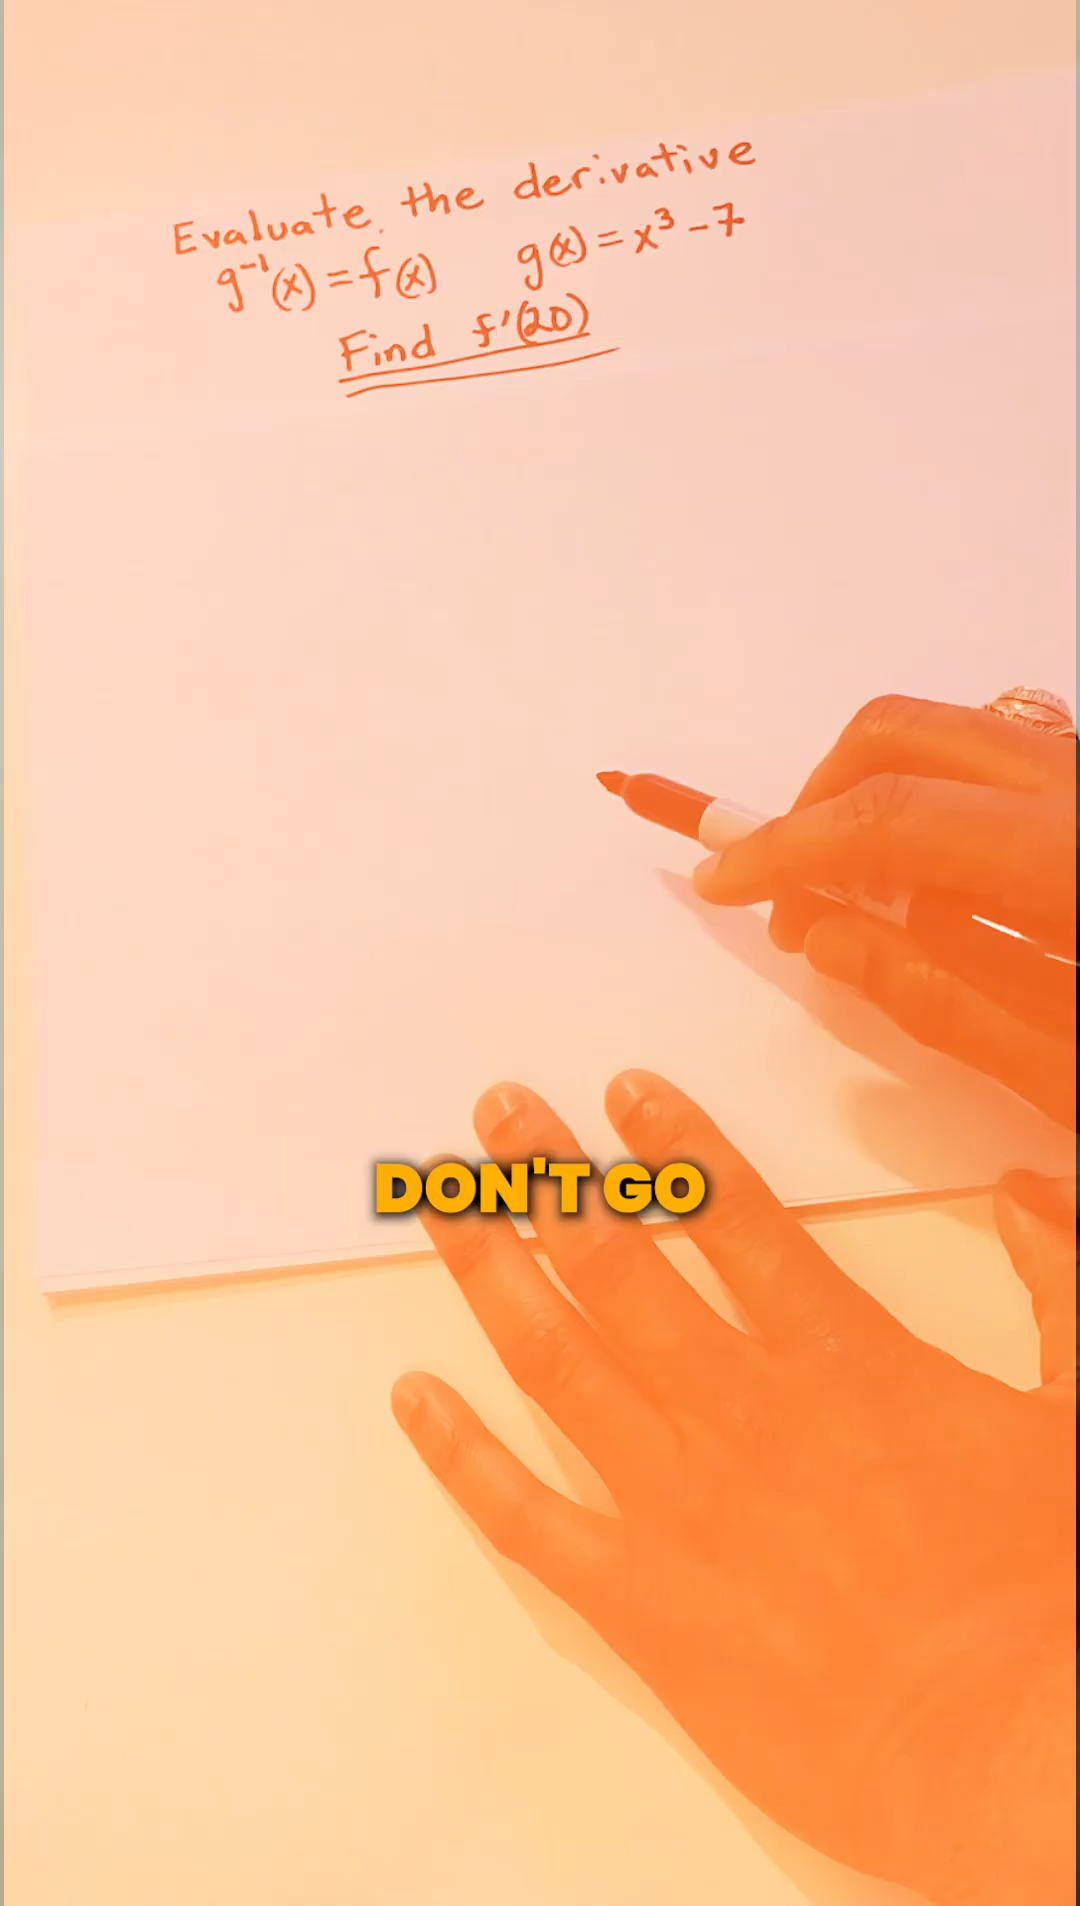 Evaluate the derivative
g⁻¹(x) = f(x) g(x) = x³ - 7
Find f'(20)
DON'T GO